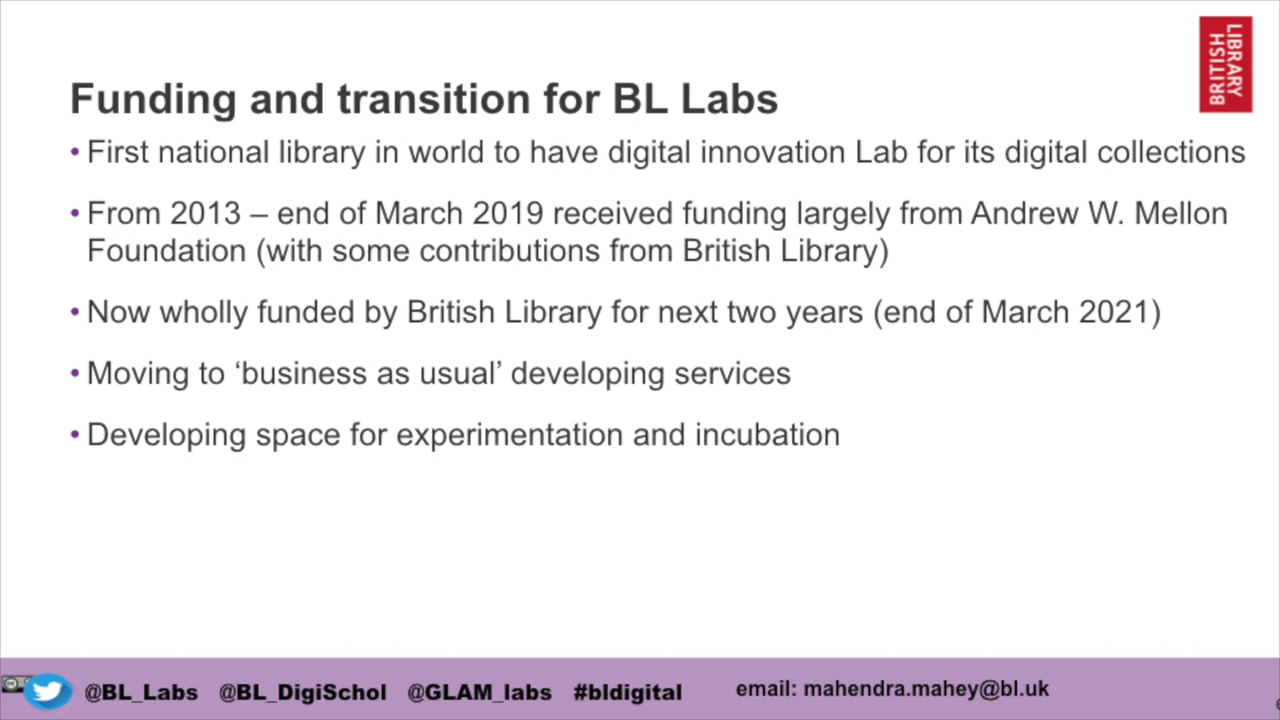 LIBRARY
BRITISH
Funding and transition for BL Labs
• First national library in world to have digital innovation Lab for its digital collections
• From 2013 – end of March 2019 received funding largely from Andrew W. Mellon
Foundation (with some contributions from British Library)
• Now wholly funded by British Library for next two years (end of March 2021)
• Moving to ‘business as usual’ developing services
• Developing space for experimentation and incubation
@BL_Labs @BL_DigiSchol @GLAM_labs #bldigital email: mahendra.mahey@bl.uk